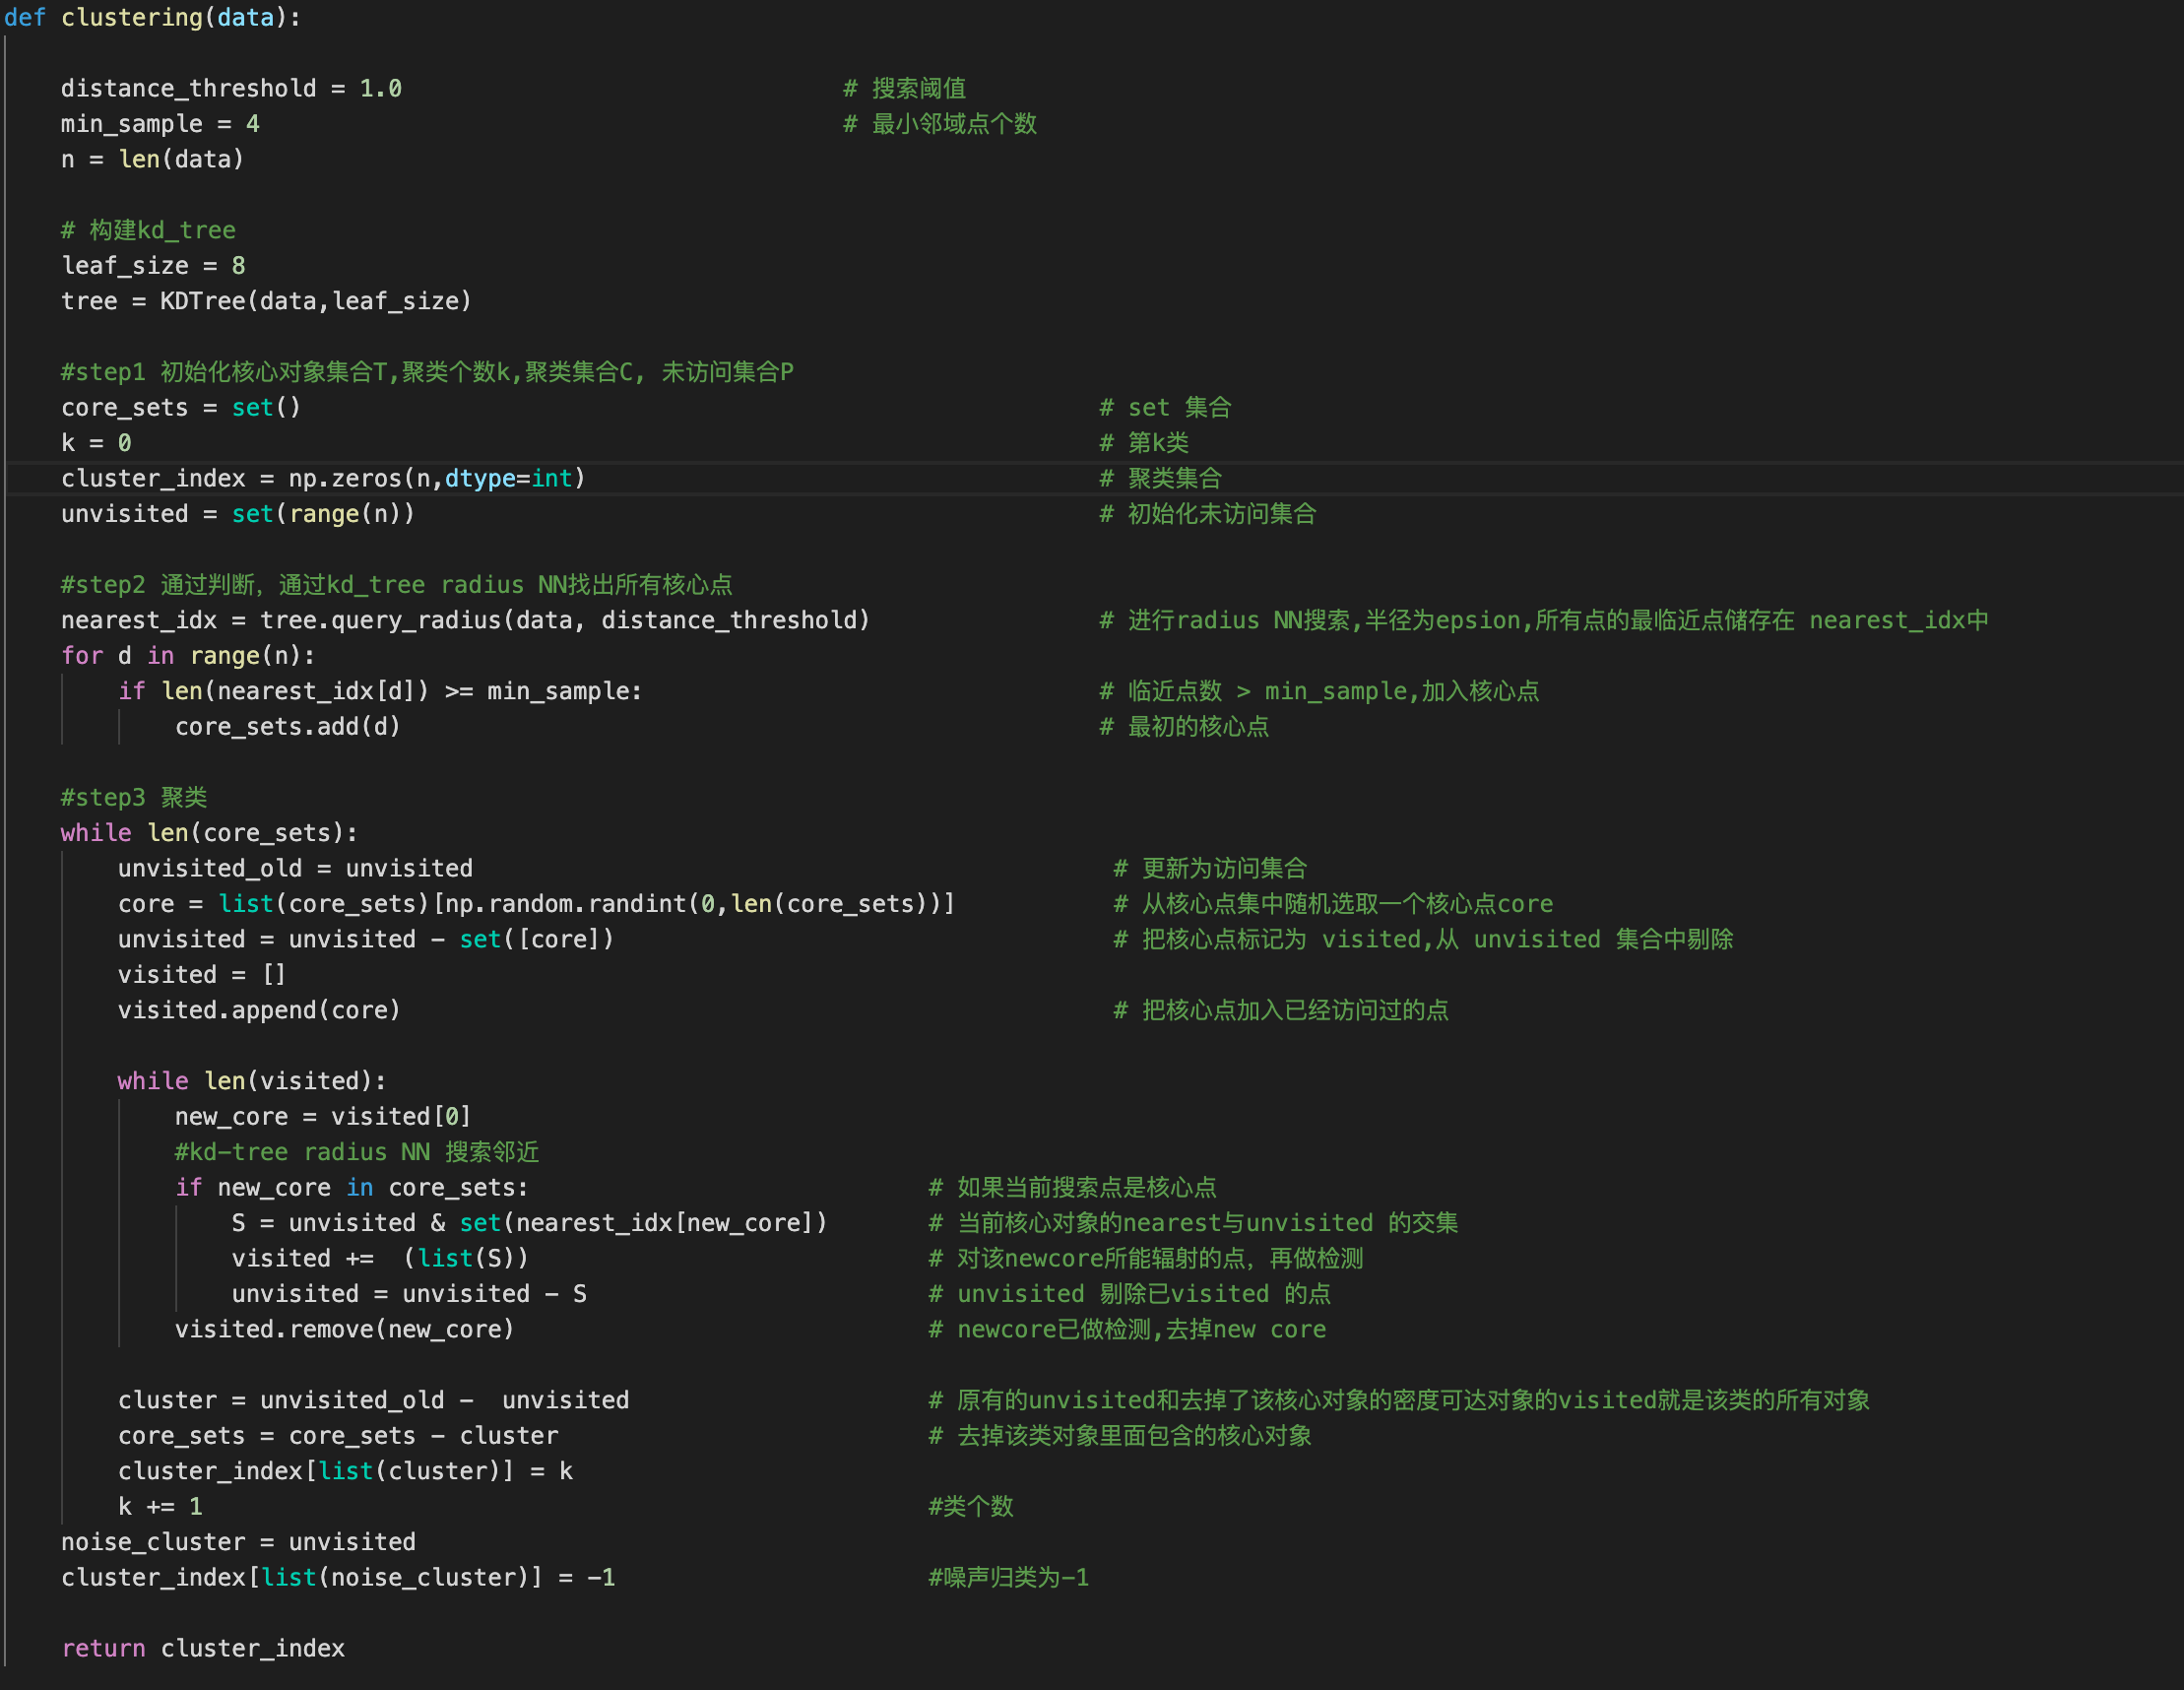 def clustering(data):
distance_threshold = 1.0 # 搜索阈值
min_sample = 4 # 最小邻域点个数
n = len(data)
# 构建kd_tree
leaf_size = 8
tree = KDTree(data,leaf_size)
#step1 初始化核心对象集合T,聚类个数k,聚类集合C, 未访问集合P
core_sets = set() # set 集合
k = 0 # 第k类
cluster_index = np.zeros(n,dtype=int) # 聚类集合
unvisited = set(range(n)) # 初始化未访问集合
#step2 通过判断，通过kd_tree radius NN找出所有核心点
nearest_idx = tree.query_radius(data, distance_threshold) # 进行radius NN搜索,半径为epsion,所有点的最临近点储存在 nearest_idx中
for d in range(n):
if len(nearest_idx[d]) >= min_sample: # 临近点数 > min_sample,加入核心点
core_sets.add(d) # 最初的核心点
#step3 聚类
while len(core_sets):
unvisited_old = unvisited # 更新为访问集合
core = list(core_sets)[np.random.randint(0,len(core_sets))] # 从核心点集中随机选取一个核心点core
unvisited = unvisited - set([core]) # 把核心点标记为 visited,从 unvisited 集合中剔除
visited = []
visited.append(core) # 把核心点加入已经访问过的点
while len(visited):
new_core = visited[0]
#kd-tree radius NN 搜索邻近
if new_core in core_sets: # 如果当前搜索点是核心点
S = unvisited & set(nearest_idx[new_core]) # 当前核心对象的nearest与unvisited 的交集
visited +=  (list(S)) # 对该newcore所能辐射的点，再做检测
unvisited = unvisited - S # unvisited 剔除已visited 的点
visited.remove(new_core) # newcore已做检测,去掉new core
cluster = unvisited_old -  unvisited # 原有的unvisited和去掉了该核心对象的密度可达对象的visited就是该类的所有对象
core_sets = core_sets - cluster # 去掉该类对象里面包含的核心对象
cluster_index[list(cluster)] = k
k += 1 #类个数
noise_cluster = unvisited
cluster_index[list(noise_cluster)] = -1 #噪声归类为-1
return cluster_index